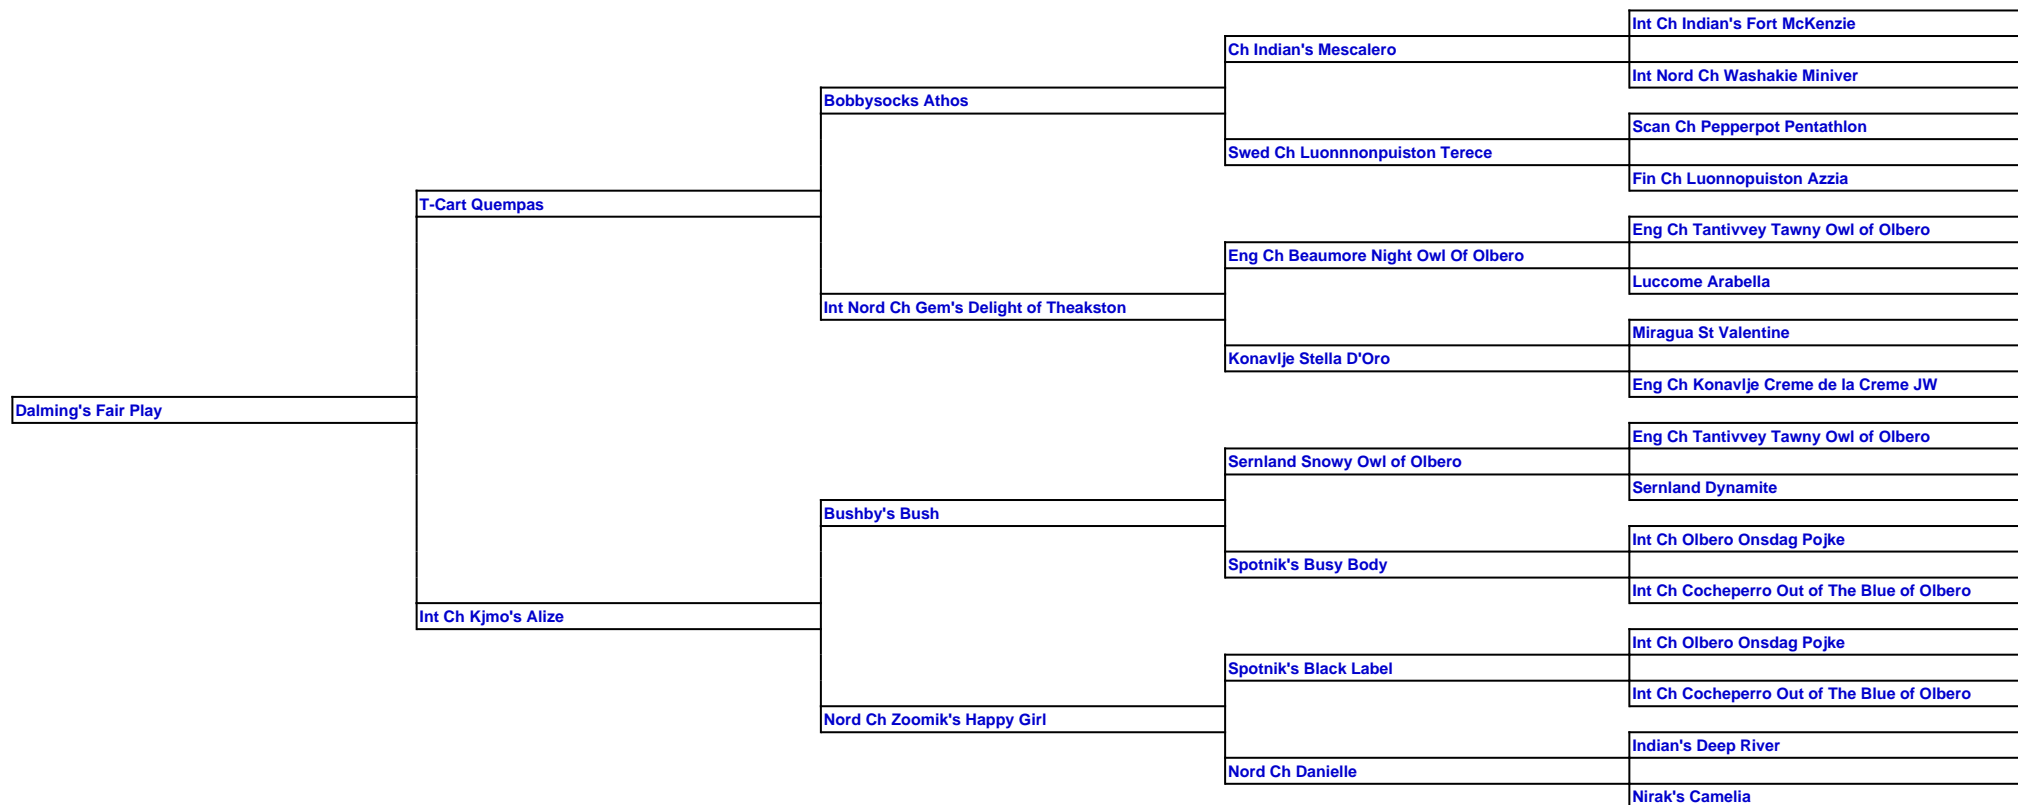 Int Ch Indian's Fort McKenzie
Ch Indian's Mescalero
Int Nord Ch Washakie Miniver
Bobbysocks Athos
Scan Ch Pepperpot Pentathlon
Swed Ch Luonnnonpuiston Terece
Fin Ch Luonnopuiston Azzia
T-Cart Quempas
Eng Ch Tantivvey Tawny Owl of Olbero
Eng Ch Beaumore Night Owl Of Olbero
Luccome Arabella
Int Nord Ch Gem's Delight of Theakston
Miragua St Valentine
Konavlje Stella D'Oro
Eng Ch Konavlje Creme de la Creme JW
Dalming's Fair Play
Eng Ch Tantivvey Tawny Owl of Olbero
Sernland Snowy Owl of Olbero
Sernland Dynamite
Bushby's Bush
Int Ch Olbero Onsdag Pojke
Spotnik's Busy Body
Int Ch Cocheperro Out of The Blue of Olbero
Int Ch Kjmo's Alize
Int Ch Olbero Onsdag Pojke
Spotnik's Black Label
Int Ch Cocheperro Out of The Blue of Olbero
Nord Ch Zoomik's Happy Girl
Indian's Deep River
Nord Ch Danielle
Nirak's Camelia